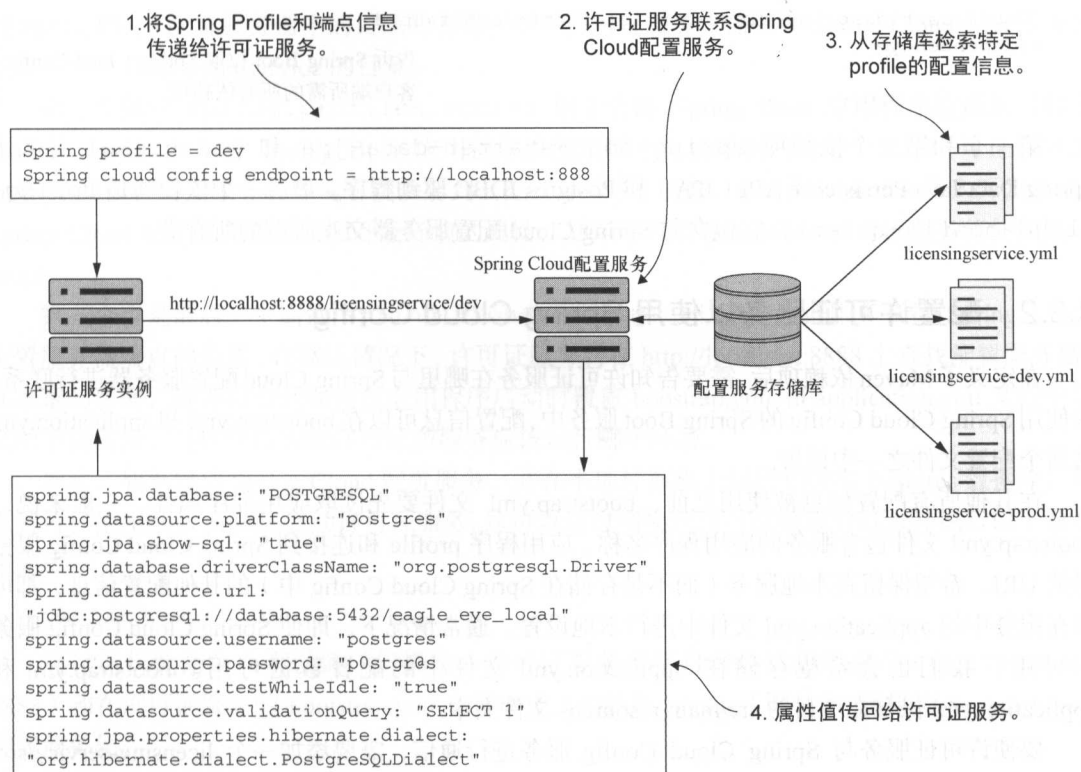 1.将Spring Profile和端点信息
传递给许可证服务。
2. 许可证服务联系Spring
Cloud配置服务。
3. 从存储库检索特定
profile的配置信息。
Spring profile = dev
Spring cloud config endpoint = http://localhost:888
Spring Cloud配置服务
http://localhost:8888/licensingservice/dev
许可证服务实例
配置服务存储库
licensingservice.yml
licensingservice-dev.yml
licensingservice-prod.yml
spring.jpa.database: "POSTGRESQL"
spring.datasource.platform: "postgres"
spring.jpa.show-sql: "true"
spring.database.driverClassName: "org.postgresql.Driver"
spring.datasource.url:
"jdbc:postgresql://database:5432/eagle_eye_local"
spring.datasource.username: "postgres"
spring.datasource.password: "p0stgr@s
spring.datasource.testWhileIdle: "true"
spring.datasource.validationQuery: "SELECT 1"
spring.jpa.properties.hibernate.dialect:
"org.hibernate.dialect.PostgreSQLDialect"
4. 属性值传回给许可证服务。